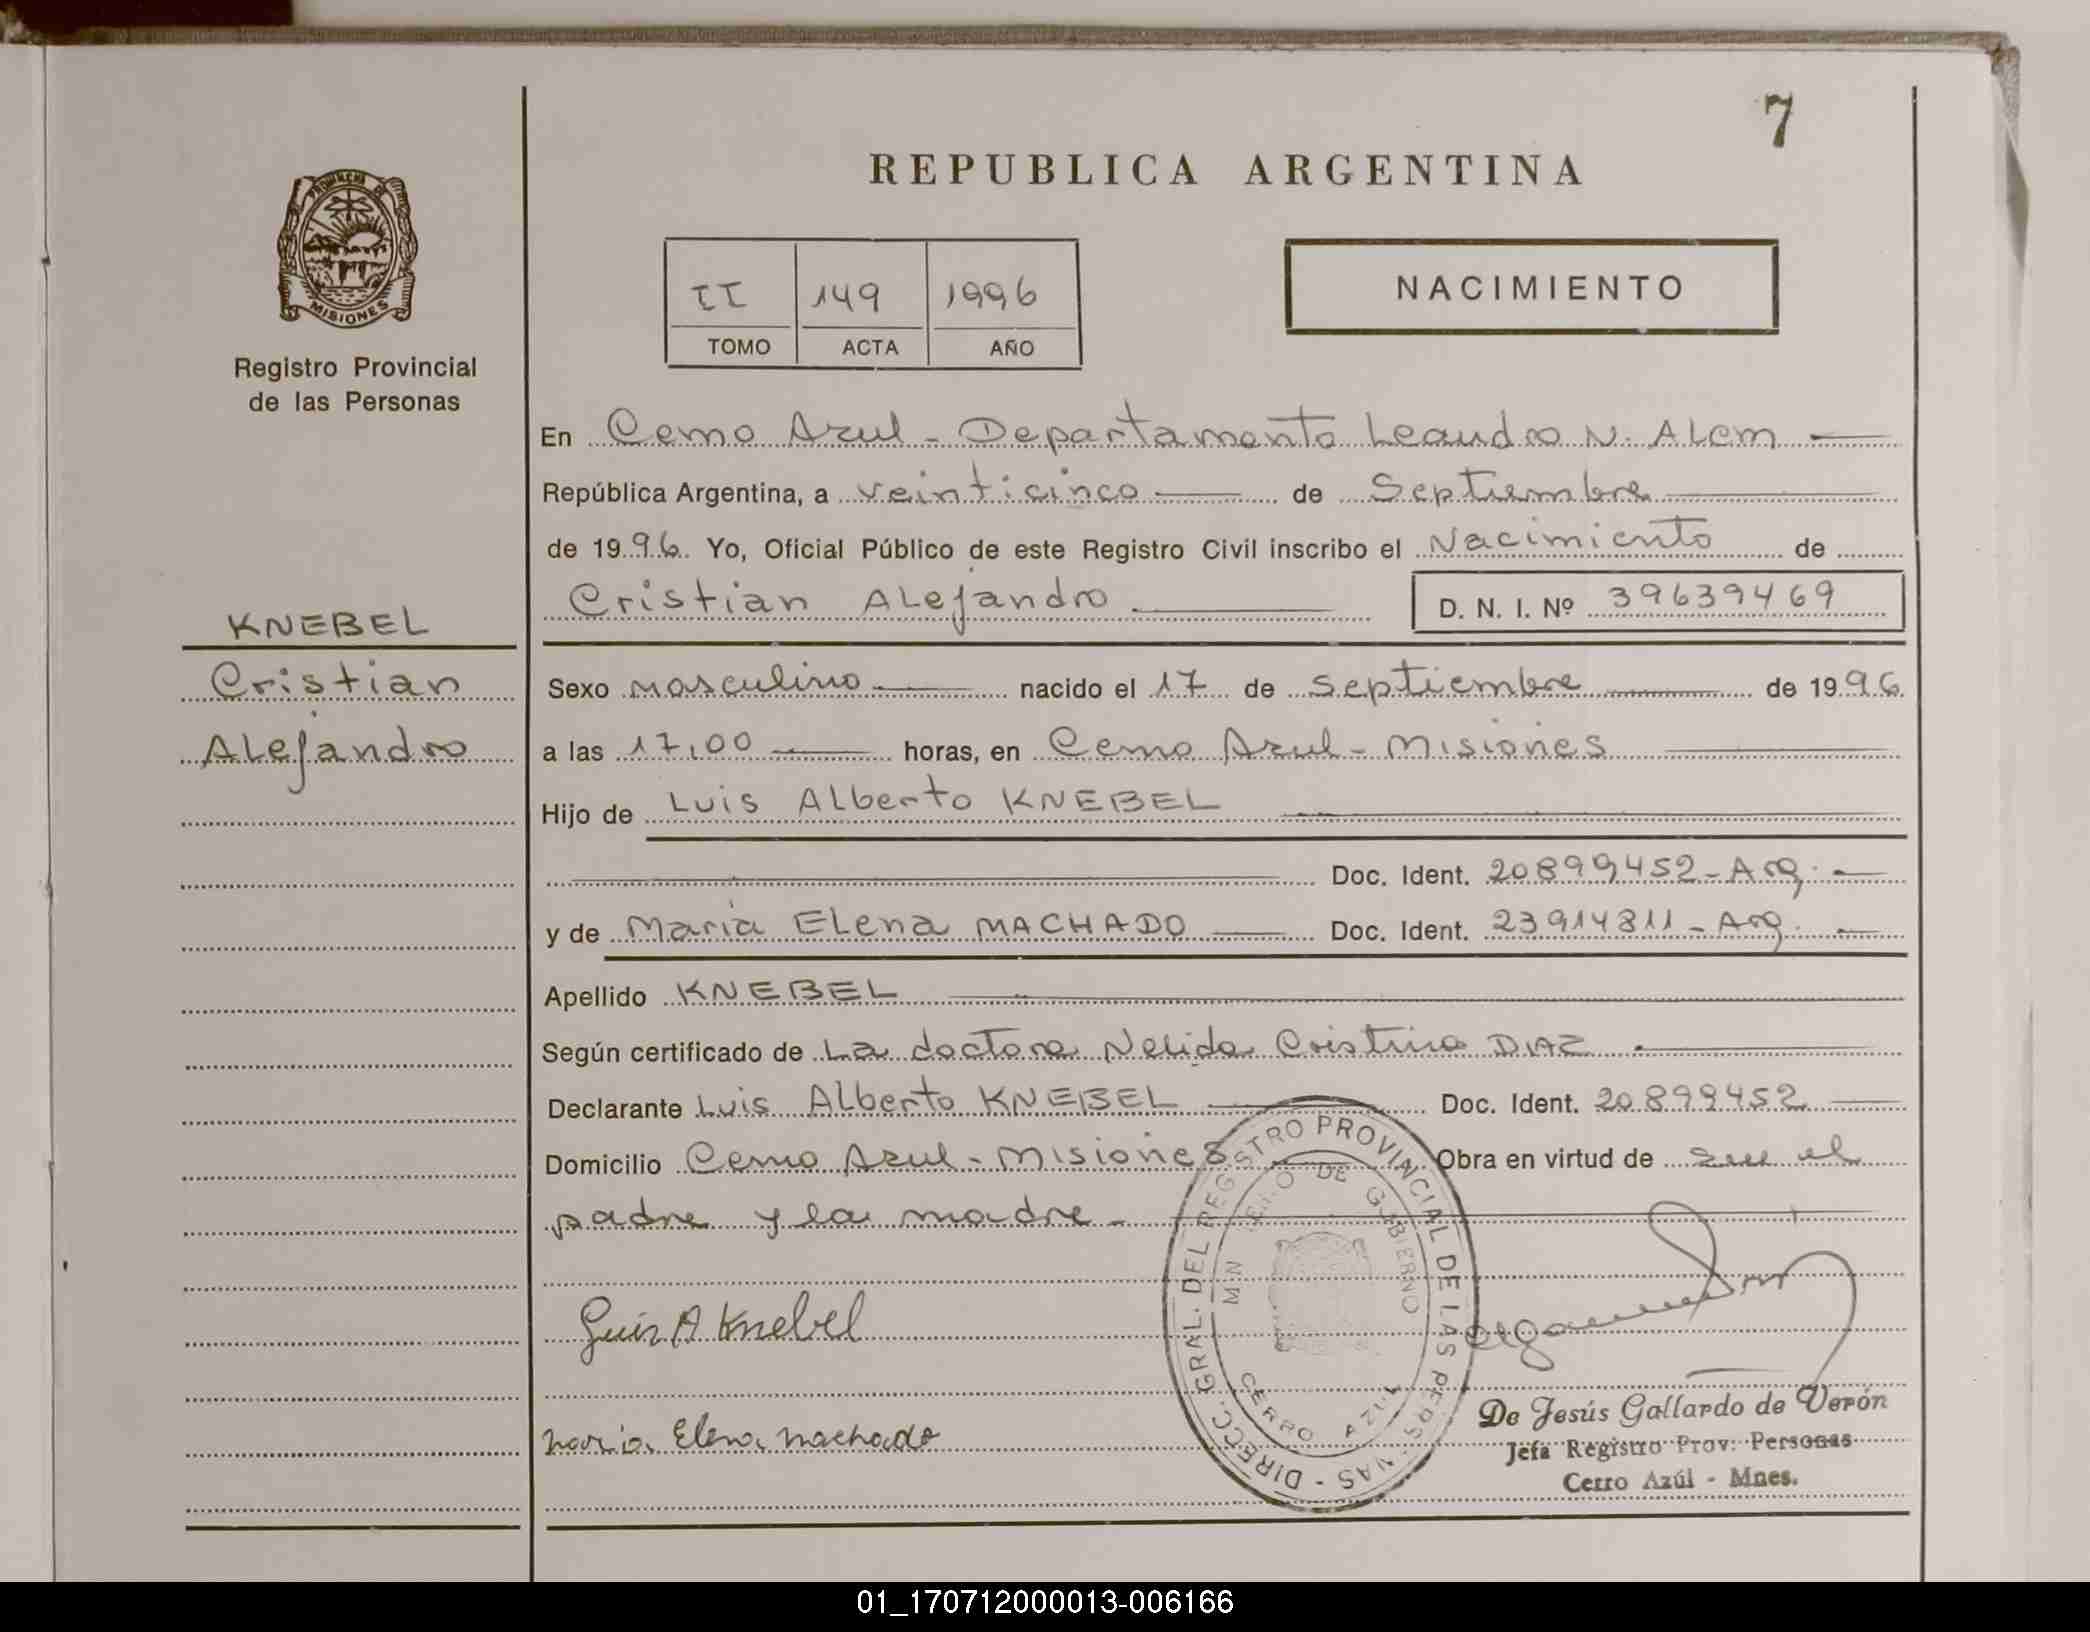 7
REPUBLICA ARGENTINA
PROVINCIA DE
MISIONES
Registro Provincial
de las Personas
II 149 1996
TOMO ACTA AÑO
NACIMIENTO
En Cerro Azul - Departamento Leandro N. Alem
República Argentina, a veinticinco de Septiembre
de 1996. Yo, Oficial Público de este Registro Civil inscribo el Nacimiento de
Cristian Alejandro D. N. I. Nº 39639469
KNEBEL
Cristian
Alejandro
Sexo masculino nacido el 17 de septiembre de 1996
a las 17,00 horas, en Cerro Azul - Misiones
Hijo de Luis Alberto KNEBEL
Doc. Ident. 20899452 - Arg.
y de Maria Elena MACHADO Doc. Ident. 23914811 - Arg.
Apellido KNEBEL
Según certificado de La doctora Nelida Cristina DIAZ
Declarante Luis Alberto KNEBEL Doc. Ident. 20899452
Domicilio Cerro Azul - Misiones Obra en virtud de ser el
padre y la madre -
Luis A Knebel
Maria Elena Machado
DIREC. GRAL. DEL REGISTRO PROVINCIAL DE LAS PERSONAS -
DE GOBIERNO
CERRO AZUL
De Jesús Gallardo de Verón
Jefa Registro Prov. Personas
Cerro Azúl - Mnes.
01_170712000013-006166